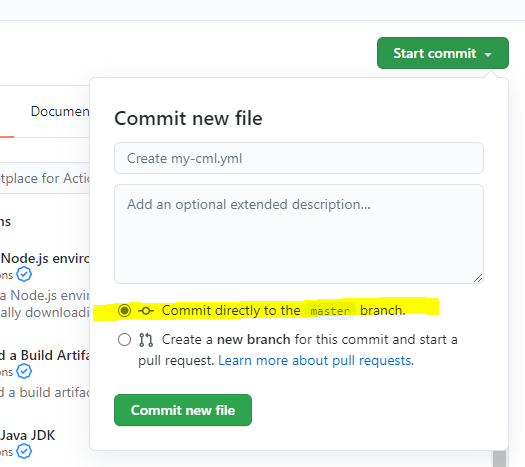 Start commit
Documen
Commit new file
Create my-cml.yml
etplace for Actio
Add an optional extended description...
ns
Node.js enviro
ons
a Node.js envir
ally downloadi
Commit directly to the master branch.
Create a new branch for this commit and start a
pull request. Learn more about pull requests.
d a Build Artifa
ons
d a build artifac
Commit new file
Java JDK
ons